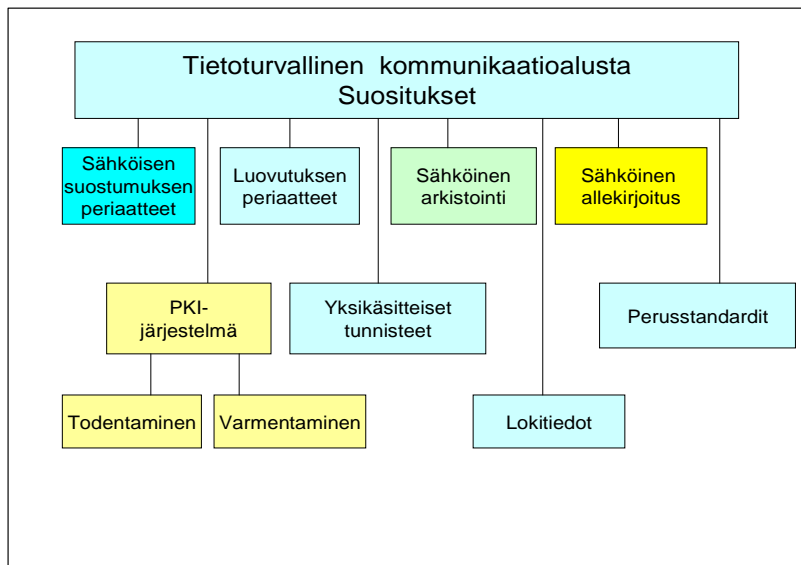 Tietoturvallinen kommunikaatioalusta
Suositukset
Sähköisen
suostumuksen
periaatteet
Luovutuksen
periaatteet
Sähköinen
arkistointi
Sähköinen
allekirjoitus
PKI-
järjestelmä
Yksikäsitteiset
tunnisteet
Perusstandardit
Todentaminen
Varmentaminen
Lokitiedot